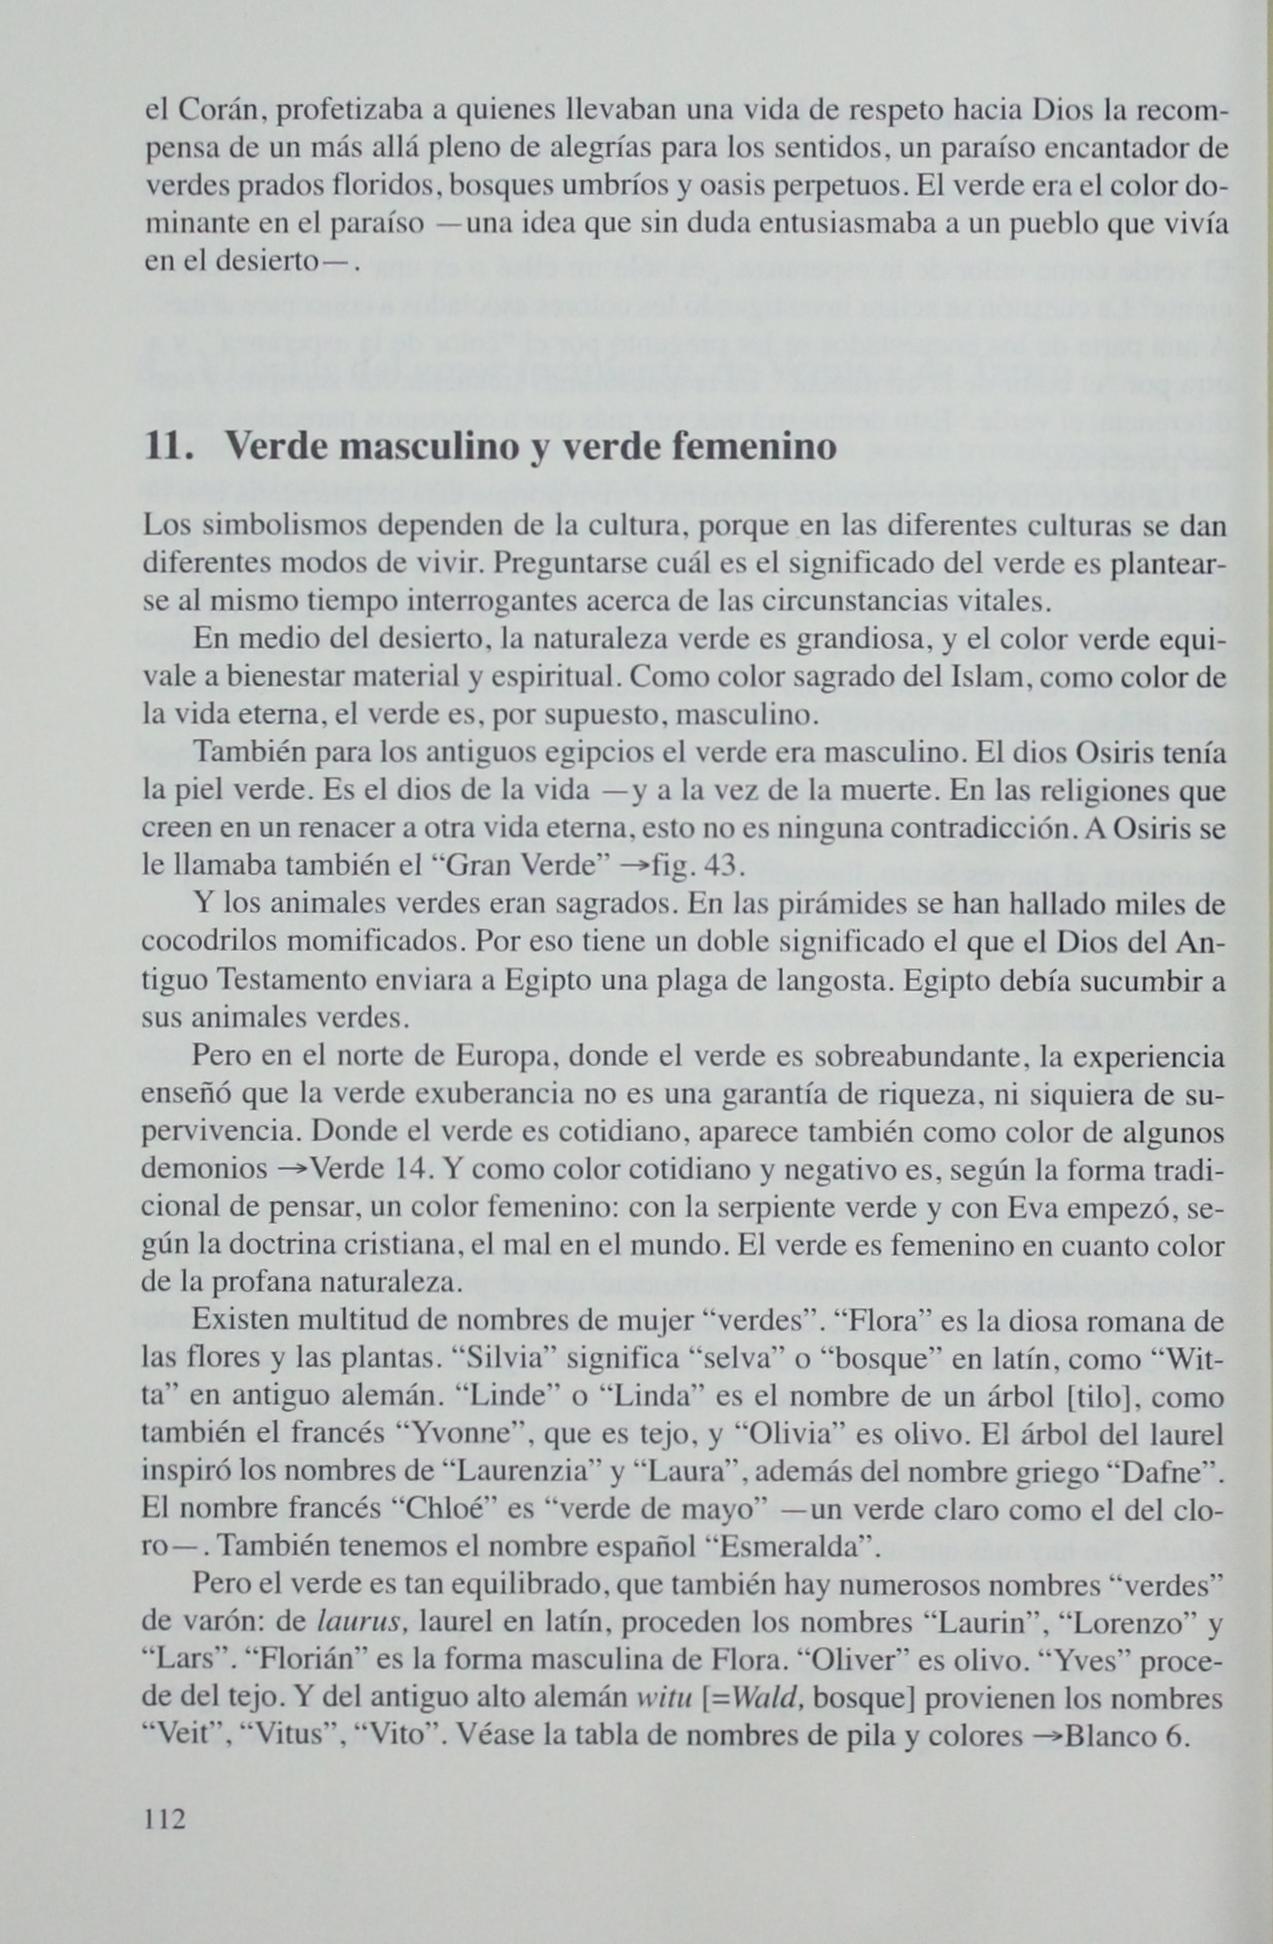 el Corán, profetizaba a quienes llevaban una vida de respeto hacia Dios la recom-
pensa de un más allá pleno de alegrías para los sentidos, un paraíso encantador de
verdes prados floridos, bosques umbríos y oasis perpetuos. El verde era el color do-
minante en el paraíso —una idea que sin duda entusiasmaba a un pueblo que vivía
en el desierto—.
11. Verde masculino y verde femenino
Los simbolismos dependen de la cultura, porque en las diferentes culturas se dan
diferentes modos de vivir. Preguntarse cuál es el significado del verde es plantear-
se al mismo tiempo interrogantes acerca de las circunstancias vitales.
En medio del desierto, la naturaleza verde es grandiosa, y el color verde equi-
vale a bienestar material y espiritual. Como color sagrado del Islam, como color de
la vida eterna, el verde es, por supuesto, masculino.
También para los antiguos egipcios el verde era masculino. El dios Osiris tenía
la piel verde. Es el dios de la vida —y a la vez de la muerte. En las religiones que
creen en un renacer a otra vida eterna, esto no es ninguna contradicción. A Osiris se
le llamaba también el “Gran Verde” →fig. 43.
Y los animales verdes eran sagrados. En las pirámides se han hallado miles de
cocodrilos momificados. Por eso tiene un doble significado el que el Dios del An-
tiguo Testamento enviara a Egipto una plaga de langosta. Egipto debía sucumbir a
sus animales verdes.
Pero en el norte de Europa, donde el verde es sobreabundante, la experiencia
enseñó que la verde exuberancia no es una garantía de riqueza, ni siquiera de su-
pervivencia. Donde el verde es cotidiano, aparece también como color de algunos
demonios →Verde 14. Y como color cotidiano y negativo es, según la forma tradi-
cional de pensar, un color femenino: con la serpiente verde y con Eva empezó, se-
gún la doctrina cristiana, el mal en el mundo. El verde es femenino en cuanto color
de la profana naturaleza.
Existen multitud de nombres de mujer “verdes”. “Flora” es la diosa romana de
las flores y las plantas. “Silvia” significa “selva” o “bosque” en latín, como “Wit-
ta” en antiguo alemán. “Linde” o “Linda” es el nombre de un árbol [tilo], como
también el francés “Yvonne”, que es tejo, y “Olivia” es olivo. El árbol del laurel
inspiró los nombres de “Laurenzia” y “Laura”, además del nombre griego “Dafne”.
El nombre francés “Chloé” es “verde de mayo” —un verde claro como el del clo-
ro—. También tenemos el nombre español “Esmeralda”.
Pero el verde es tan equilibrado, que también hay numerosos nombres “verdes”
de varón: de laurus, laurel en latín, proceden los nombres “Laurin”, “Lorenzo” y
“Lars”. “Florián” es la forma masculina de Flora. “Oliver” es olivo. “Yves” proce-
de del tejo. Y del antiguo alto alemán witu [=Wald, bosque] provienen los nombres
“Veit”, “Vitus”, “Vito”. Véase la tabla de nombres de pila y colores →Blanco 6.
112